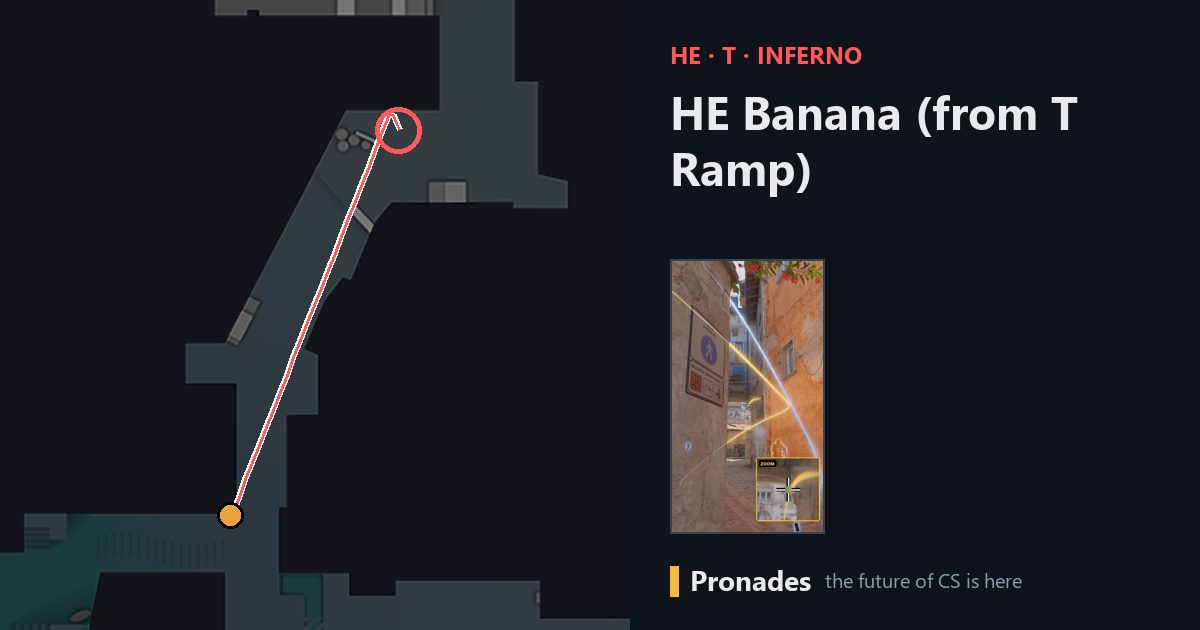 HE · T · INFERNO
HE Banana (from T
Ramp)
ZOOM
Pronades the future of CS is here